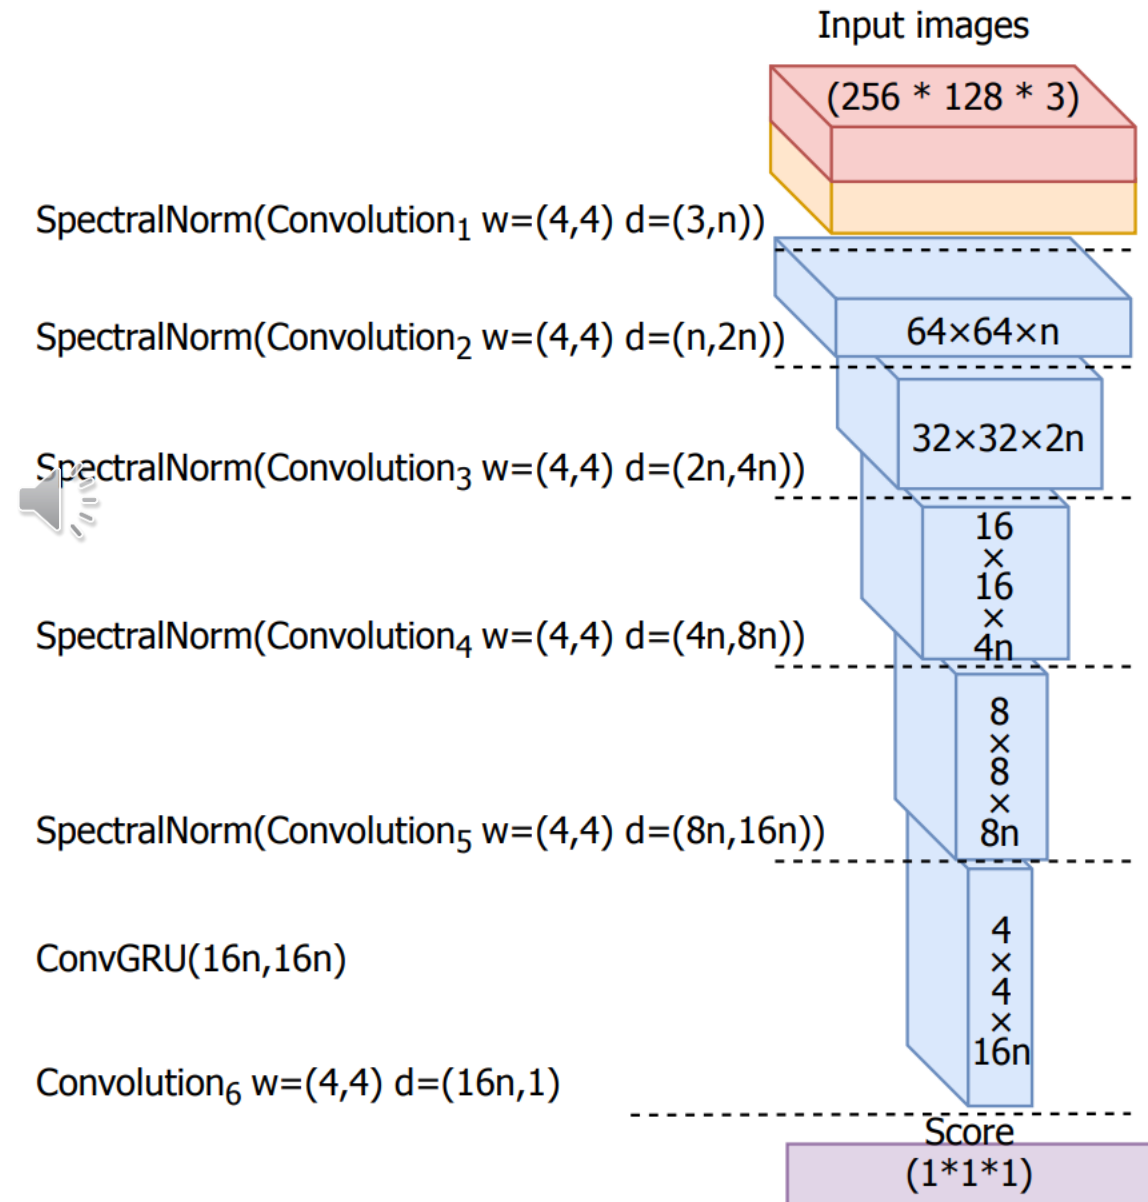 Input images
(256 * 128 * 3)
SpectralNorm(Convolution₁ w=(4,4) d=(3,n))
SpectralNorm(Convolution₂ w=(4,4) d=(n,2n))
64×64×n
SpectralNorm(Convolution₃ w=(4,4) d=(2n,4n))
32×32×2n
16
×
16
×
4n
SpectralNorm(Convolution₄ w=(4,4) d=(4n,8n))
8
×
8
×
8n
SpectralNorm(Convolution₅ w=(4,4) d=(8n,16n))
ConvGRU(16n,16n)
4
×
4
×
16n
Convolution₆ w=(4,4) d=(16n,1)
Score
(1*1*1)